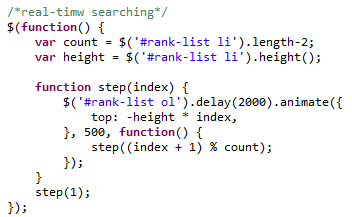 /*real-timw searching*/
$(function() {
    var count = $('#rank-list li').length-2;
    var height = $('#rank-list li').height();

    function step(index) {
        $('#rank-list ol').delay(2000).animate({
            top: -height * index,
        }, 500, function() {
            step((index + 1) % count);
        });
    }
    step(1);
});